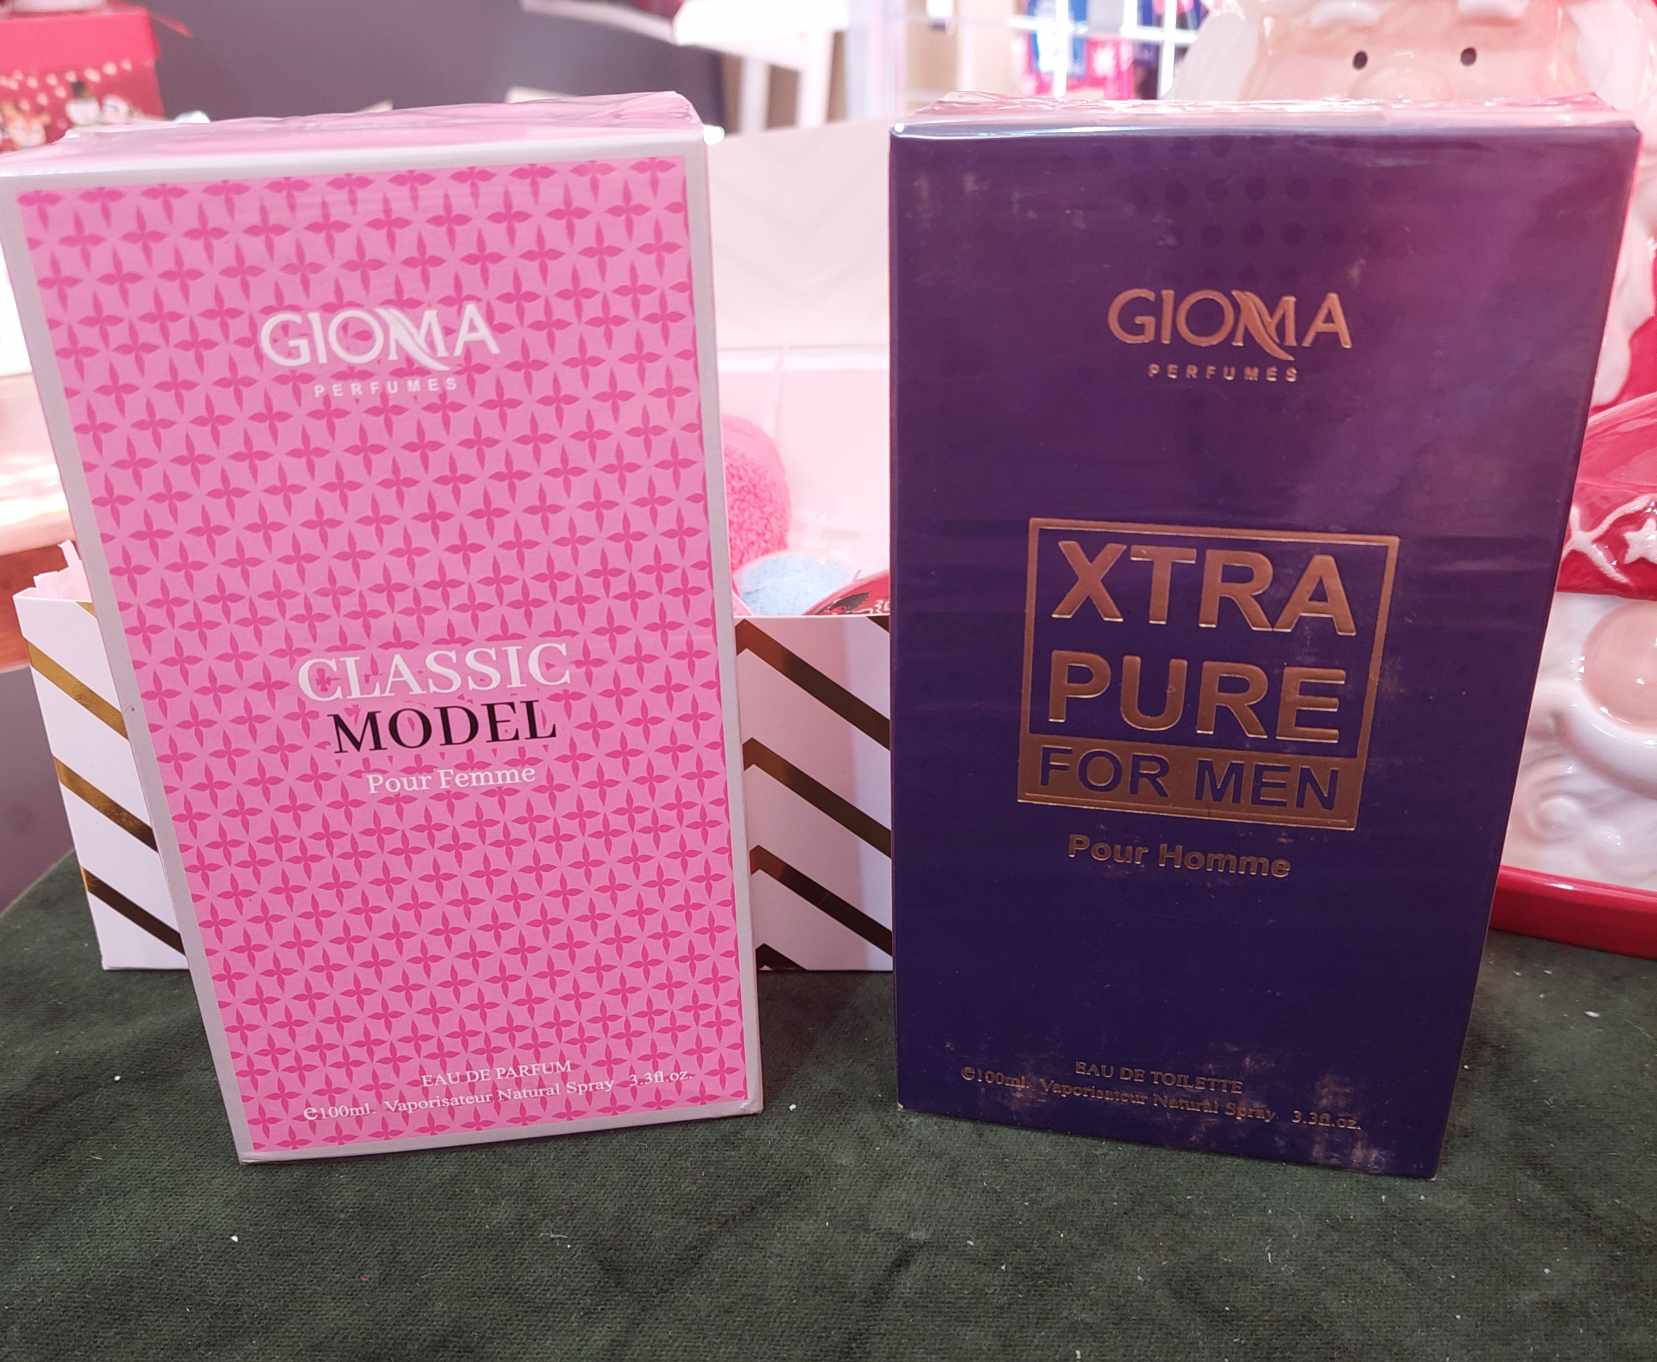 GIOMA
PERFUMES
CLASSIC
MODEL
Pour Femme
EAU DE PARFUM
℮100ml. Vaporisateur Natural Spray 3.3fl.oz.
GIOMA
PERFUMES
XTRA
PURE
FOR MEN
Pour Homme
EAU DE TOILETTE
℮100ml. Vaporisateur Natural Spray 3.3fl.oz.